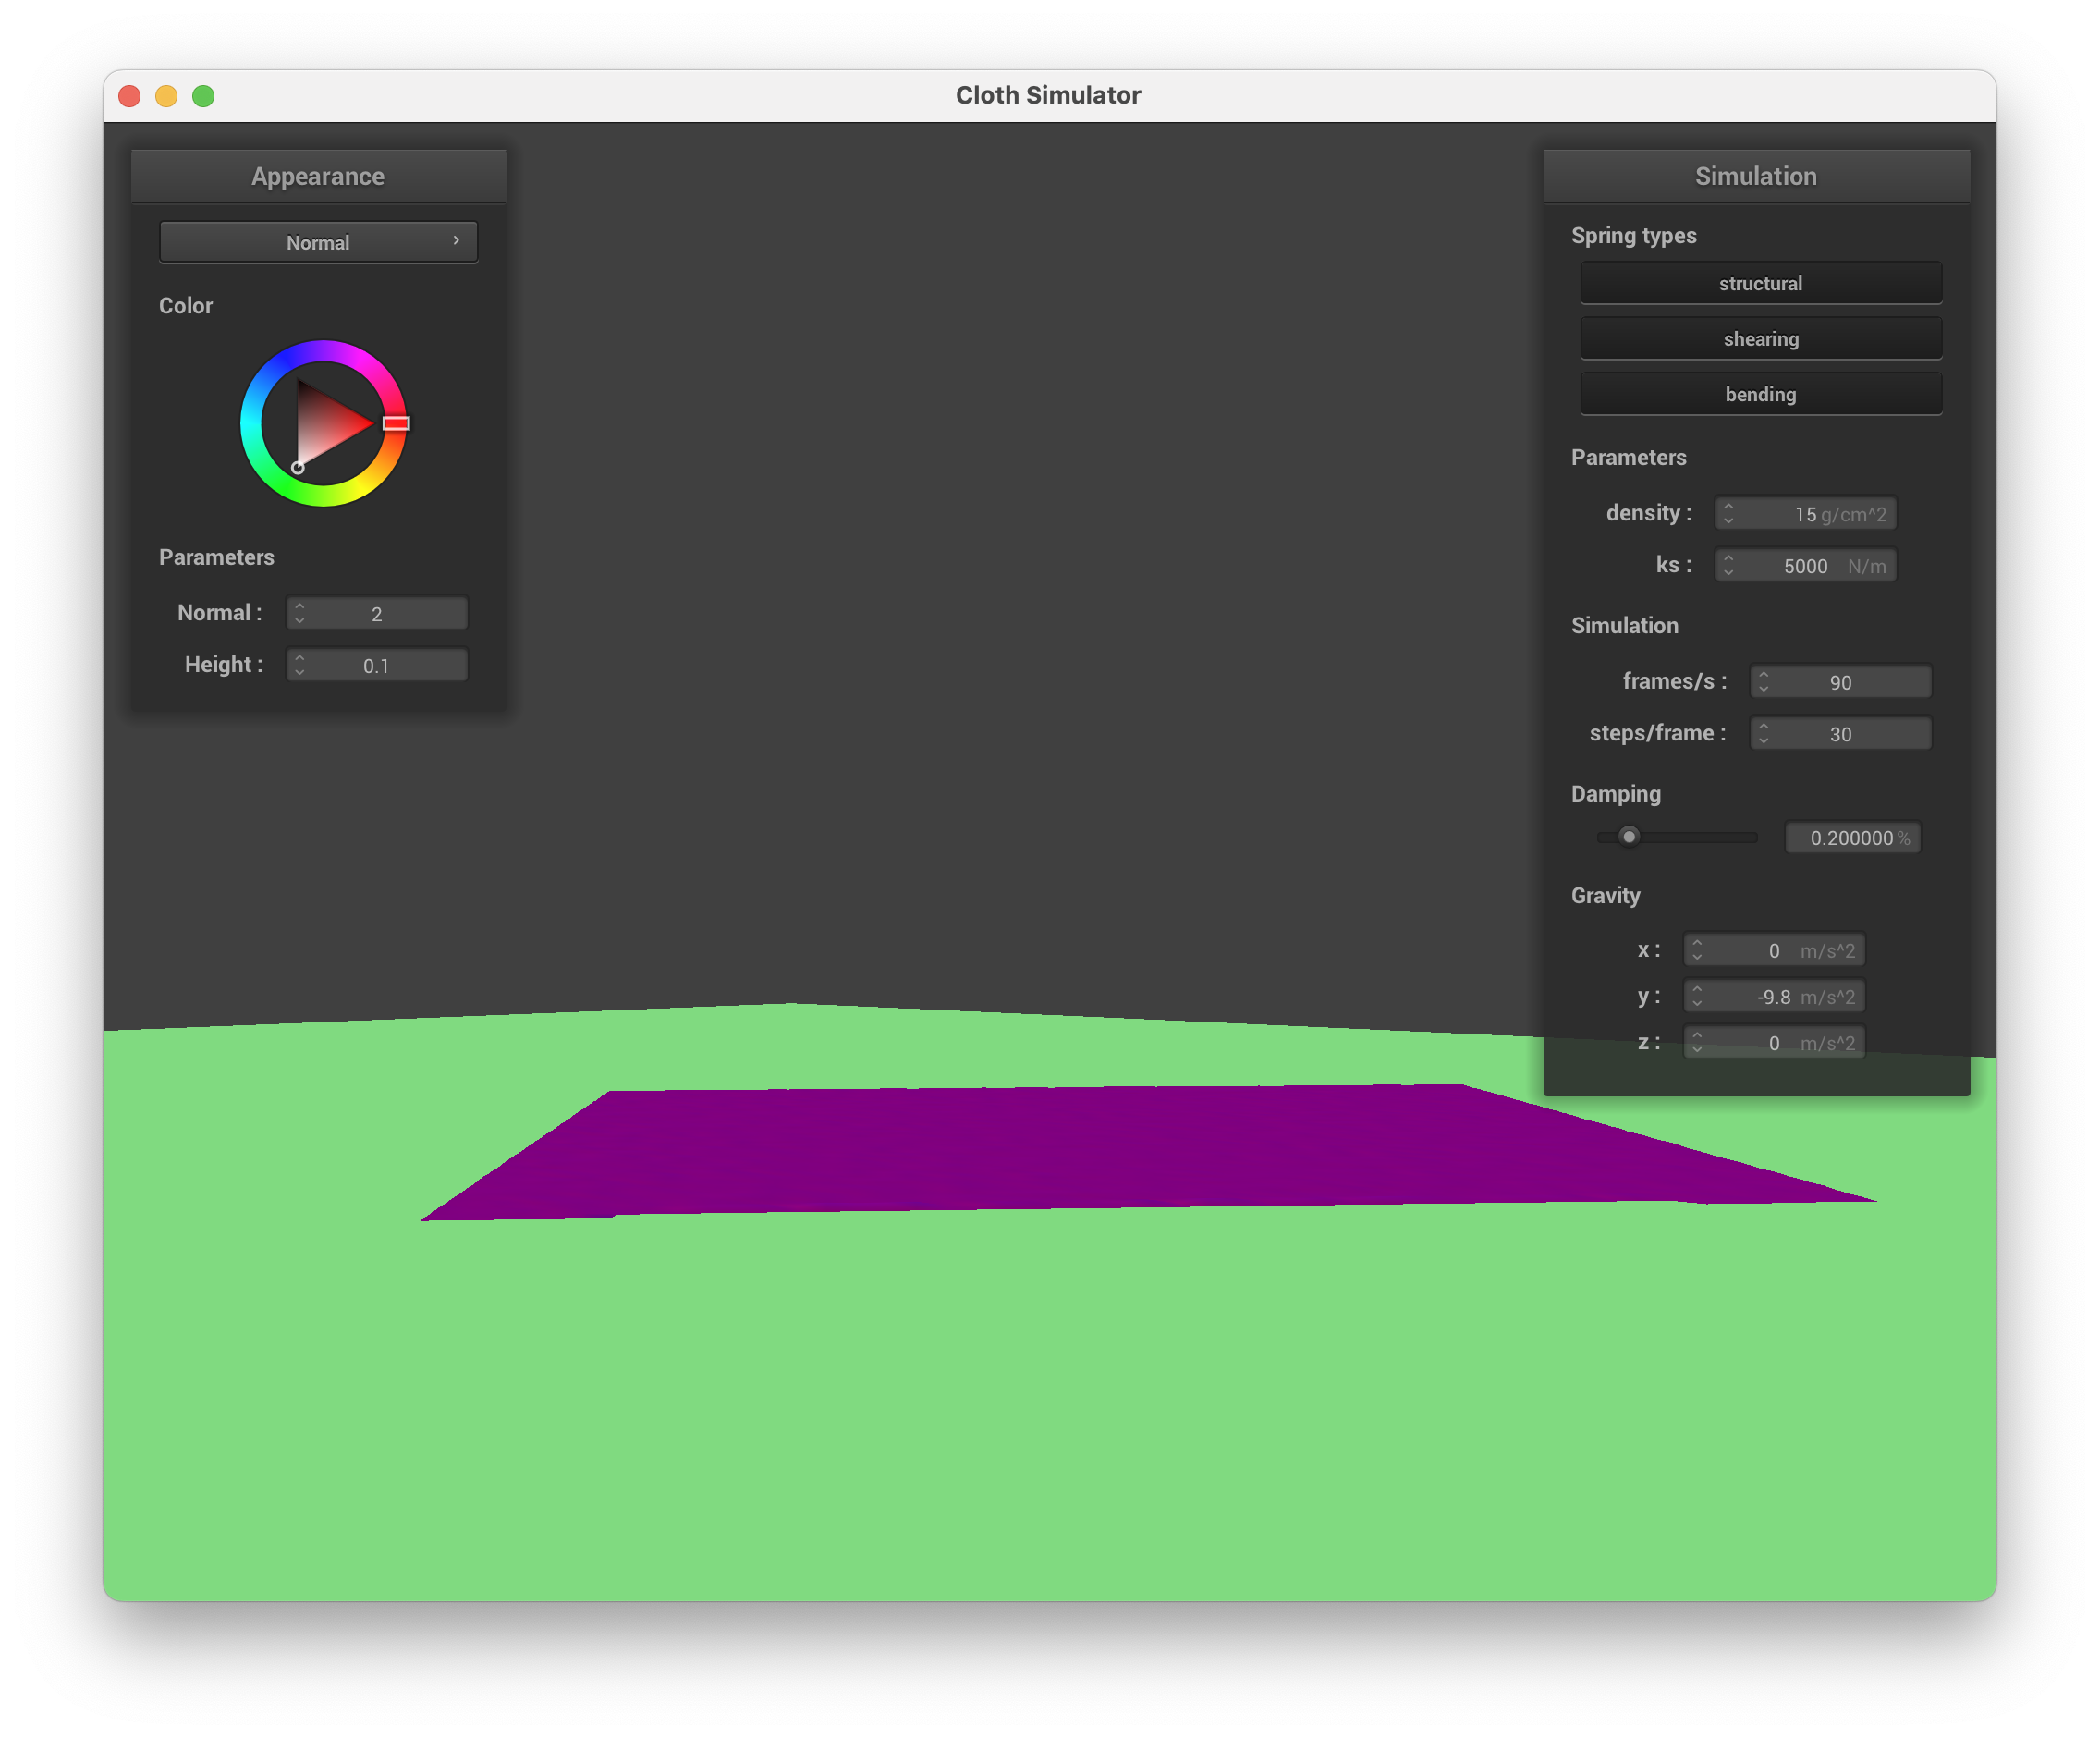 Cloth Simulator
Appearance
Normal
Color
Parameters
Normal : 2
Height : 0.1
Simulation
Spring types
structural
shearing
bending
Parameters
density : 15 g/cm^2
ks : 5000 N/m
Simulation
frames/s : 90
steps/frame : 30
Damping
0.200000 %
Gravity
x : 0 m/s^2
y : -9.8 m/s^2
z : 0 m/s^2